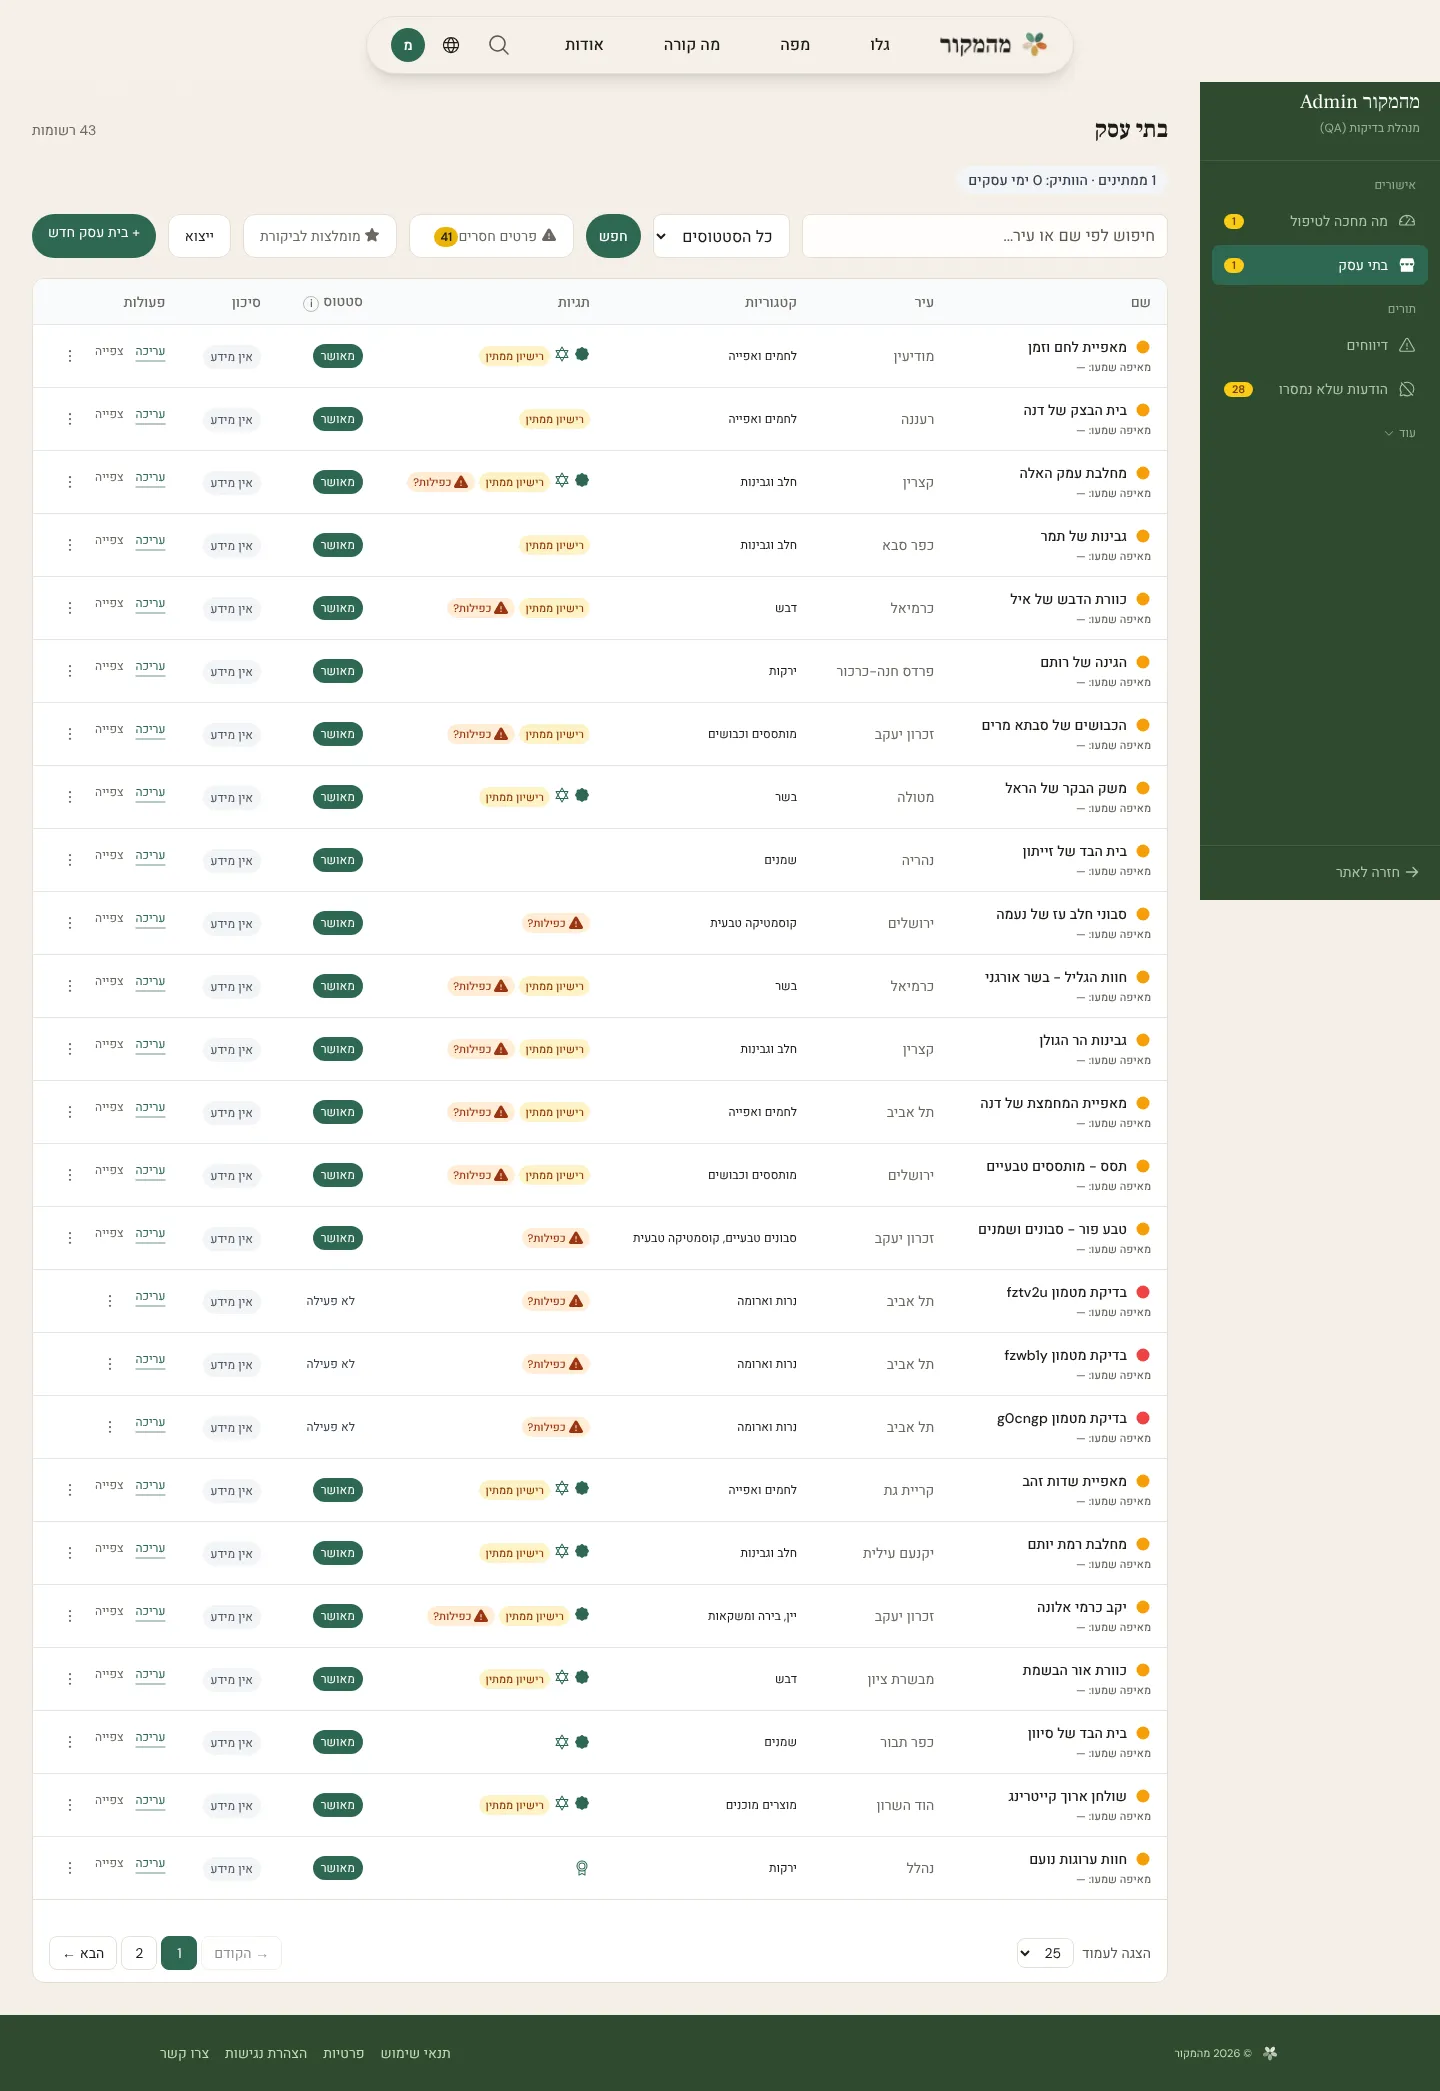 מהמקור גלו מפה מה קורה אודות מ
מהמקור Admin
מנהלת בדיקות (QA)
אישורים
מה מחכה לטיפול 1
בתי עסק 1
תורים
דיווחים
הודעות שלא נמסרו 28
עוד
חזרה לאתר
בתי עסק 43 רשומות
1 ממתינים · הוותיק: 0 ימי עסקים
חיפוש לפי שם או עיר... כל הסטטוסים חפש פרטים חסרים 41 מומלצות לביקורת ייצוא + בית עסק חדש
שם עיר קטגוריות תגיות סטטוס i סיכון פעולות
מאפיית לחם וזמן מודיעין לחמים ואפייה רישיון ממתין מאושר אין מידע עריכה צפייה
מאיפה שמעו: —
בית הבצק של דנה רעננה לחמים ואפייה רישיון ממתין מאושר אין מידע עריכה צפייה
מאיפה שמעו: —
מחלבת עמק האלה קצרין חלב וגבינות רישיון ממתין כפילות? מאושר אין מידע עריכה צפייה
מאיפה שמעו: —
גבינות של תמר כפר סבא חלב וגבינות רישיון ממתין מאושר אין מידע עריכה צפייה
מאיפה שמעו: —
כוורת הדבש של איל כרמיאל דבש רישיון ממתין כפילות? מאושר אין מידע עריכה צפייה
מאיפה שמעו: —
הגינה של רותם פרדס חנה-כרכור ירקות מאושר אין מידע עריכה צפייה
מאיפה שמעו: —
הכבושים של סבתא מרים זכרון יעקב מותססים וכבושים רישיון ממתין כפילות? מאושר אין מידע עריכה צפייה
מאיפה שמעו: —
משק הבקר של הראל מטולה בשר רישיון ממתין מאושר אין מידע עריכה צפייה
מאיפה שמעו: —
בית הבד של זייתון נהריה שמנים מאושר אין מידע עריכה צפייה
מאיפה שמעו: —
סבוני חלב עז של נעמה ירושלים קוסמטיקה טבעית כפילות? מאושר אין מידע עריכה צפייה
מאיפה שמעו: —
חוות הגליל - בשר אורגני כרמיאל בשר רישיון ממתין כפילות? מאושר אין מידע עריכה צפייה
מאיפה שמעו: —
גבינות הר הגולן קצרין חלב וגבינות רישיון ממתין כפילות? מאושר אין מידע עריכה צפייה
מאיפה שמעו: —
מאפיית המחמצת של דנה תל אביב לחמים ואפייה רישיון ממתין כפילות? מאושר אין מידע עריכה צפייה
מאיפה שמעו: —
תסס - מותססים טבעיים ירושלים מותססים וכבושים רישיון ממתין כפילות? מאושר אין מידע עריכה צפייה
מאיפה שמעו: —
טבע פור - סבונים ושמנים זכרון יעקב סבונים טבעיים, קוסמטיקה טבעית כפילות? מאושר אין מידע עריכה צפייה
מאיפה שמעו: —
בדיקת מטמון fztv2u תל אביב נרות וארומה כפילות? לא פעילה אין מידע עריכה
מאיפה שמעו: —
בדיקת מטמון fzwb1y תל אביב נרות וארומה כפילות? לא פעילה אין מידע עריכה
מאיפה שמעו: —
בדיקת מטמון g0cngp תל אביב נרות וארומה כפילות? לא פעילה אין מידע עריכה
מאיפה שמעו: —
מאפיית שדות זהב קריית גת לחמים ואפייה רישיון ממתין מאושר אין מידע עריכה צפייה
מאיפה שמעו: —
מחלבת רמת יותם יקנעם עילית חלב וגבינות רישיון ממתין מאושר אין מידע עריכה צפייה
מאיפה שמעו: —
יקב כרמי אלונה זכרון יעקב יין, בירה ומשקאות רישיון ממתין כפילות? מאושר אין מידע עריכה צפייה
מאיפה שמעו: —
כוורת אור הבשמת מבשרת ציון דבש רישיון ממתין מאושר אין מידע עריכה צפייה
מאיפה שמעו: —
בית הבד של סיוון כפר תבור שמנים מאושר אין מידע עריכה צפייה
מאיפה שמעו: —
שולחן ארוך קייטרינג הוד השרון מוצרים מוכנים רישיון ממתין מאושר אין מידע עריכה צפייה
מאיפה שמעו: —
חוות ערוגות נועם נהלל ירקות מאושר אין מידע עריכה צפייה
מאיפה שמעו: —
הצגה לעמוד 25 → הקודם 1 2 הבא ←
© 2026 מהמקור תנאי שימוש פרטיות הצהרת נגישות צרו קשר